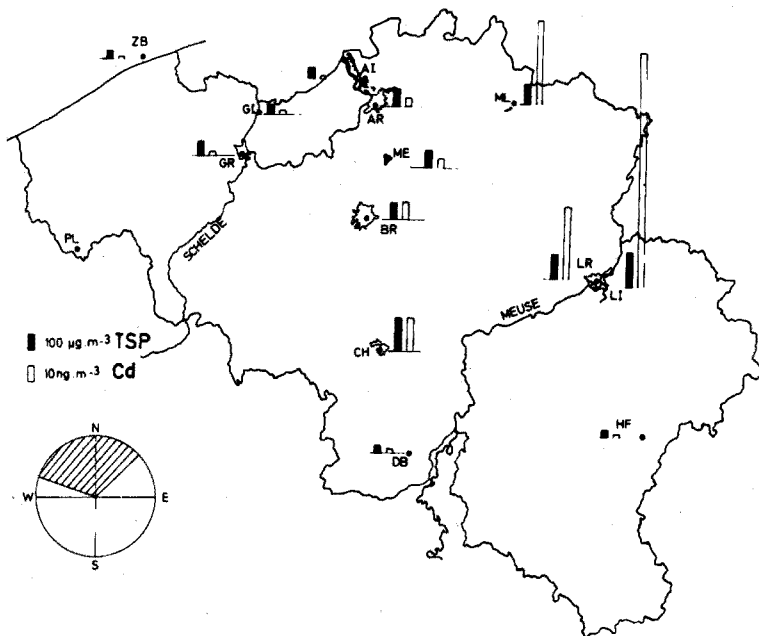 ZB
AI
GL
AR
ML
GR
ME
BR
PL
SCHELDE
LR
LI
MEUSE
100 µg.m-3 TSP
10ng m-3 Cd
CH
HF
DB
N
W
E
S